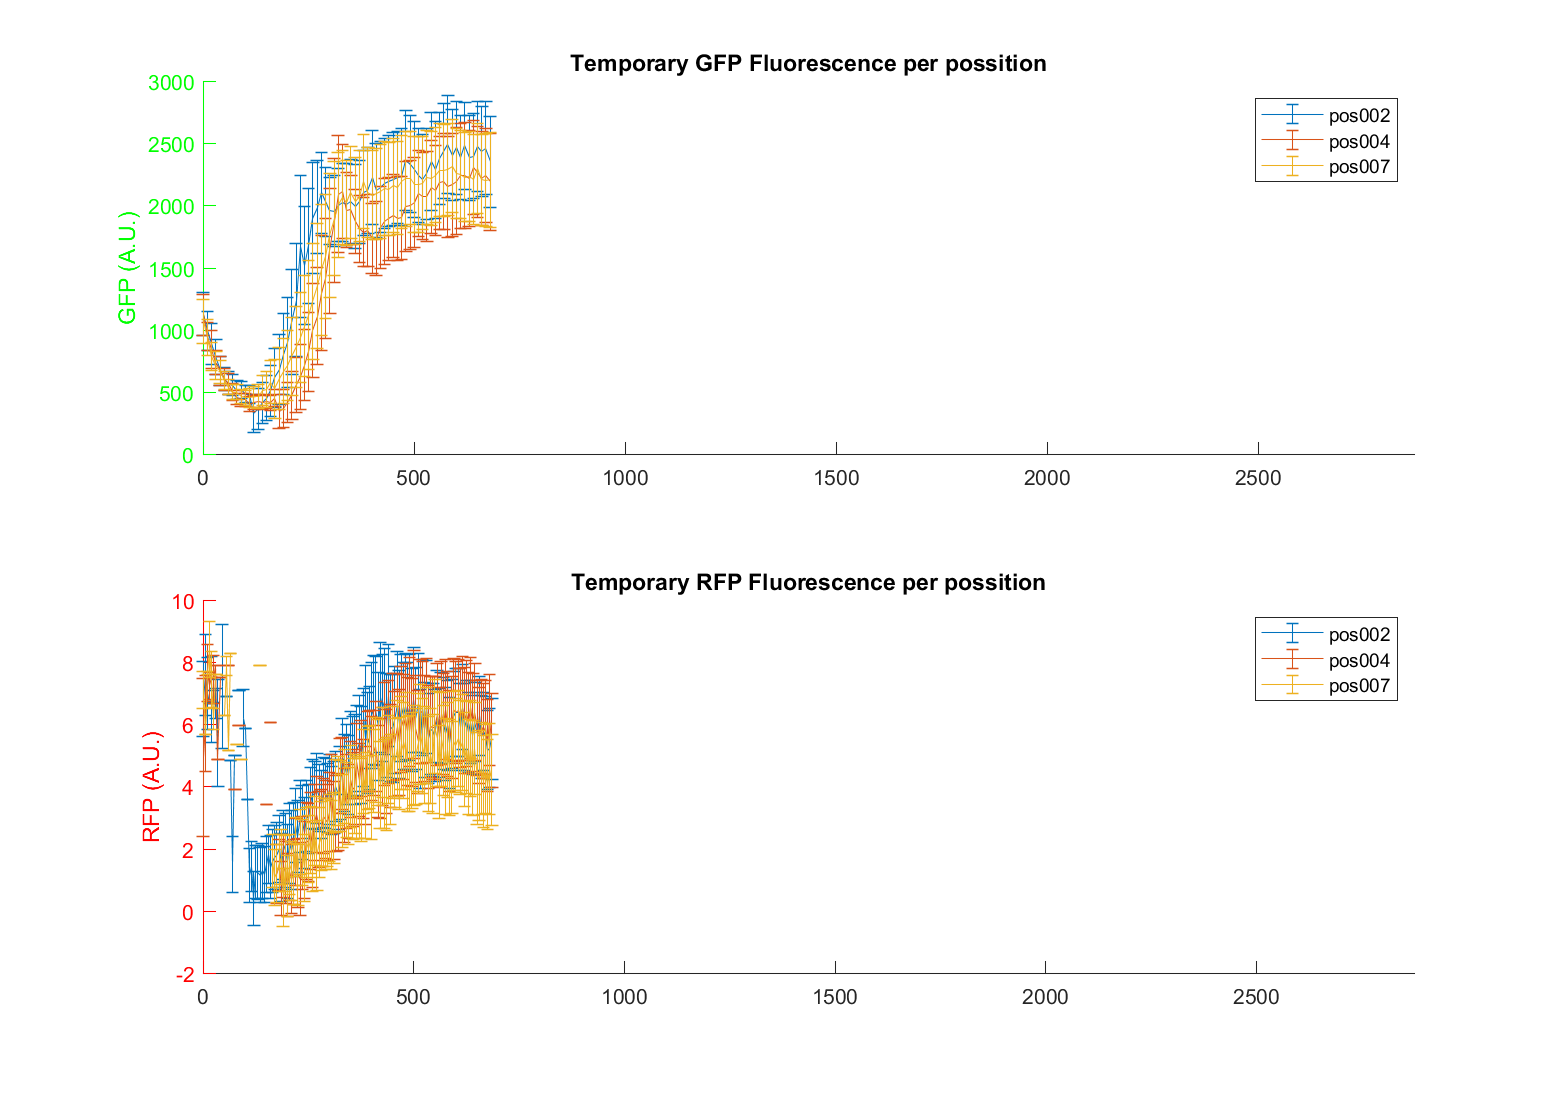 Temporary GFP Fluorescence per possition
3000
2500
2000
1500
1000
500
0
GFP (A.U.)
0 500 1000 1500 2000 2500
pos002
pos004
pos007
Temporary RFP Fluorescence per possition
10
8
6
4
2
0
-2
RFP (A.U.)
0 500 1000 1500 2000 2500
pos002
pos004
pos007